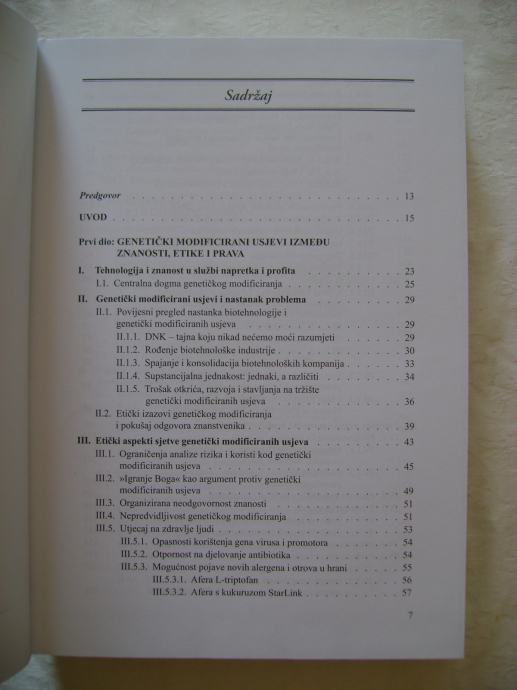 Sadržaj
Predgovor . . . . . . . . . . . . . . . . . . . . . . . . 13
UVOD . . . . . . . . . . . . . . . . . . . . . . . . . . 15
Prvi dio: GENETIČKI MODIFICIRANI USJEVI IZMEĐU
ZNANOSTI, ETIKE I PRAVA
I. Tehnologija i znanost u službi napretka i profita . . . . . . . . 23
I.1. Centralna dogma genetičkog modificiranja . . . . . . . . . . 25
II. Genetički modificirani usjevi i nastanak problema . . . . . . . 29
II.1. Povijesni pregled nastanka biotehnologije i
genetički modificiranih usjeva . . . . . . . . . . . . . . 29
II.1.1. DNK – tajna koju nikad nećemo moći razumjeti . . . . . 29
II.1.2. Rođenje biotehnološke industrije . . . . . . . . . . 30
II.1.3. Spajanje i konsolidacija biotehnoloških kompanija . . . . 33
II.1.4. Supstancijalna jednakost: jednaki, a različiti . . . . . . 34
II.1.5. Trošak otkrića, razvoja i stavljanja na tržište
genetički modificiranih usjeva . . . . . . . . . . . 36
II.2. Etički izazovi genetičkog modificiranja
i pokušaj odgovora znanstvenika . . . . . . . . . . . . . 39
III. Etički aspekti sjetve genetički modificiranih usjeva . . . . . . . 43
III.1. Ograničenja analize rizika i koristi kod genetički
modificiranih usjeva . . . . . . . . . . . . . . . . . 45
III.2. »Igranje Boga« kao argument protiv genetički
modificiranih usjeva . . . . . . . . . . . . . . . . . 49
III.3. Organizirana neodgovornost znanosti . . . . . . . . . . . 51
III.4. Nepredvidljivost genetičkog modificiranja . . . . . . . . . 51
III.5. Utjecaj na zdravlje ljudi . . . . . . . . . . . . . . . . 53
III.5.1. Opasnosti korištenja gena virusa i promotora . . . . . 54
III.5.2. Otpornost na djelovanje antibiotika . . . . . . . . . 54
III.5.3. Mogućnost pojave novih alergena i otrova u hrani . . . . 55
III.5.3.1. Afera L-triptofan . . . . . . . . . . . . . 56
III.5.3.2. Afera s kukuruzom StarLink . . . . . . . . . 57
7